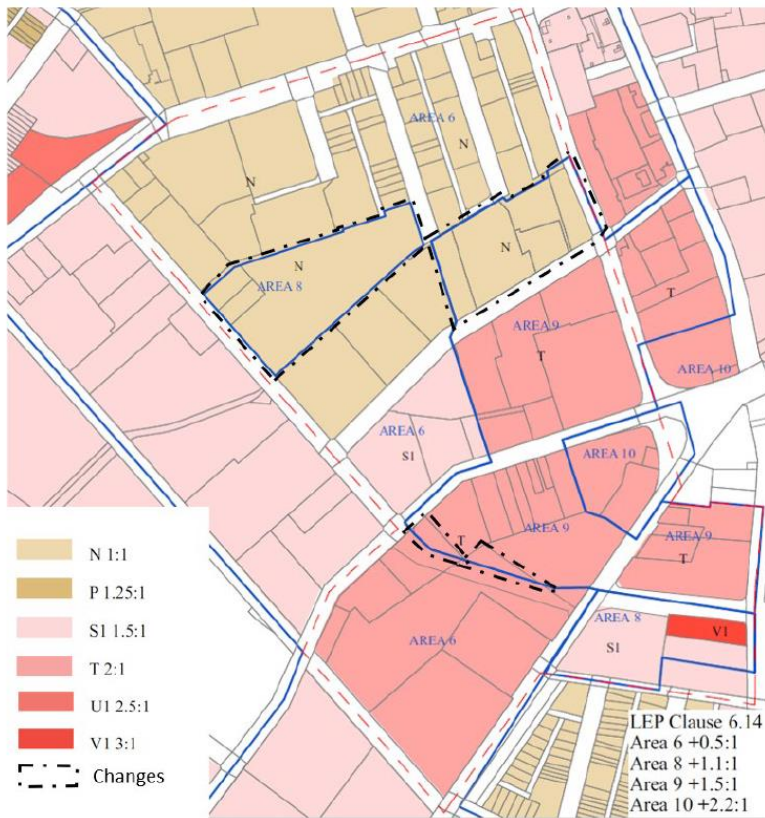 AREA 6
N
N
N
N
AREA 8
AREA 9
T
T
AREA 10
AREA 6
S1
AREA 10
T
AREA 9
AREA 9
T
AREA 6
AREA 8
S1
V1
N 1:1
P 1.25:1
S1 1.5:1
T 2:1
U1 2.5:1
V1 3:1
Changes
LEP Clause 6.14
Area 6 +0.5:1
Area 8 +1.1:1
Area 9 +1.5:1
Area 10 +2.2:1